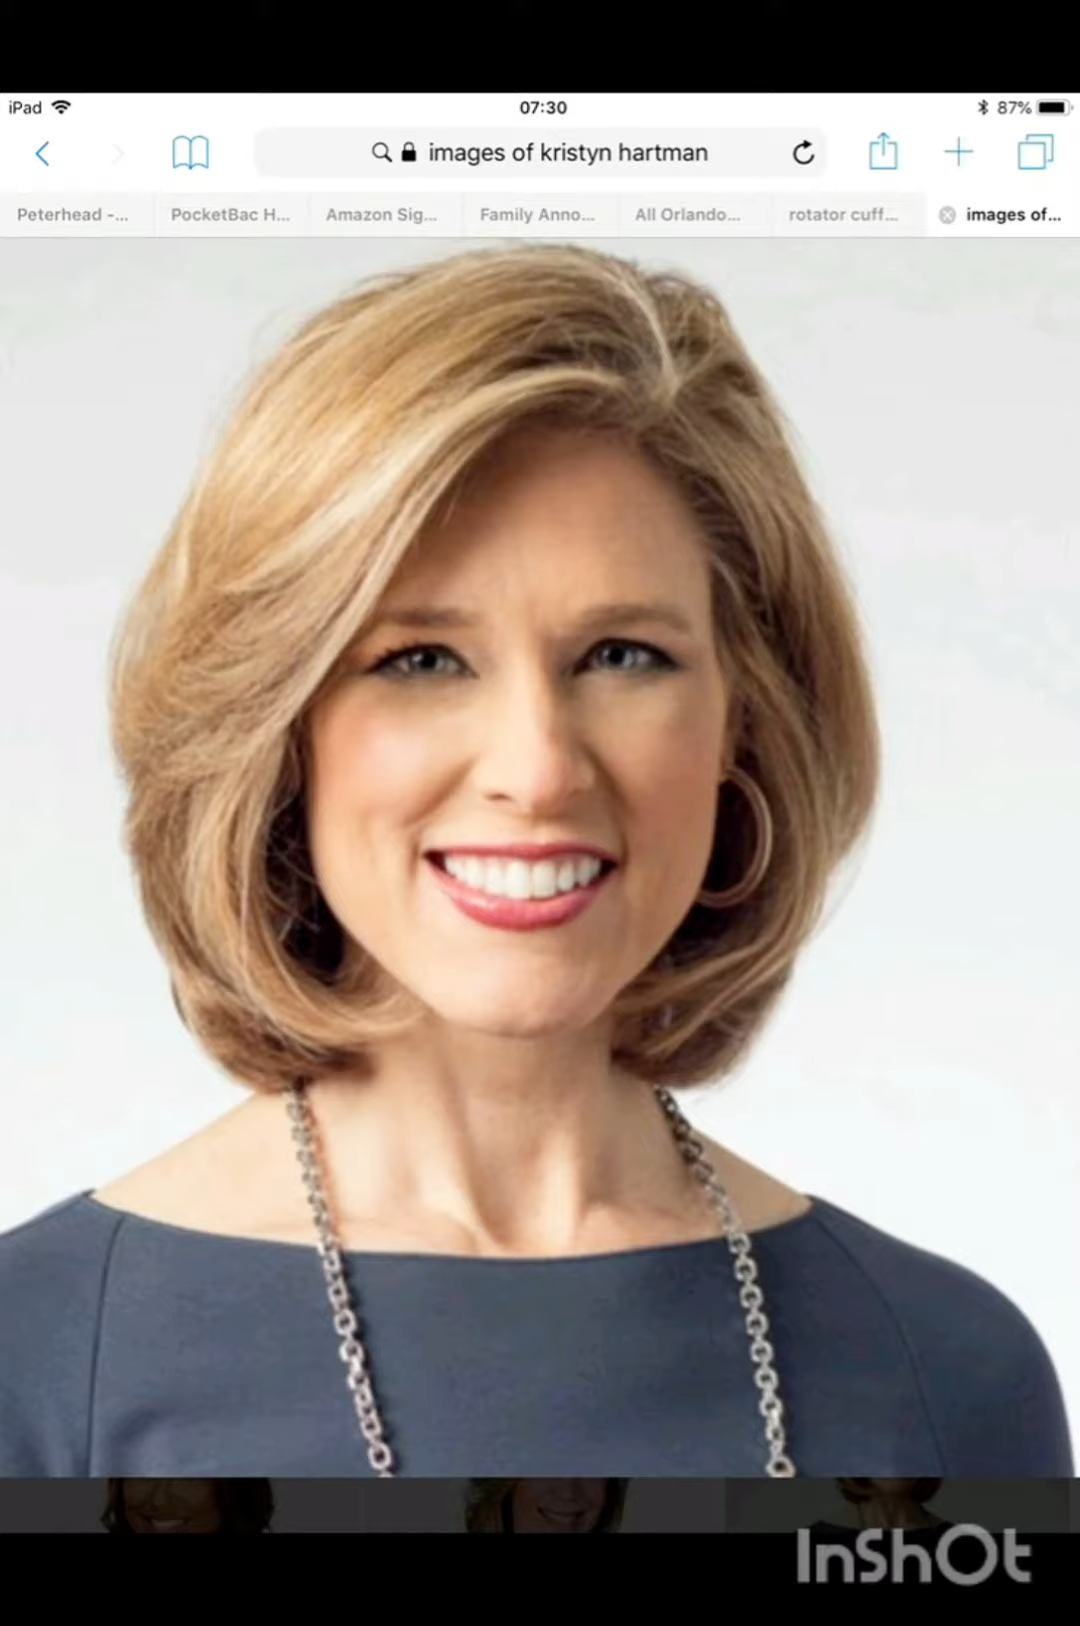 iPad 07:30 87%
images of kristyn hartman
Peterhead -... PocketBac H... Amazon Sig... Family Anno... All Orlando... rotator cuff... images of...
InShOt